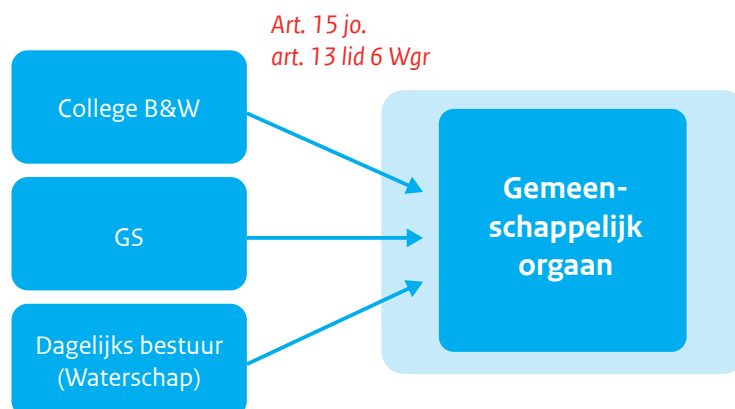 Art. 15 jo.
art. 13 lid 6 Wgr
College B&W
GS
Dagelijks bestuur
(Waterschap)
Gemeen-
schappelijk
orgaan